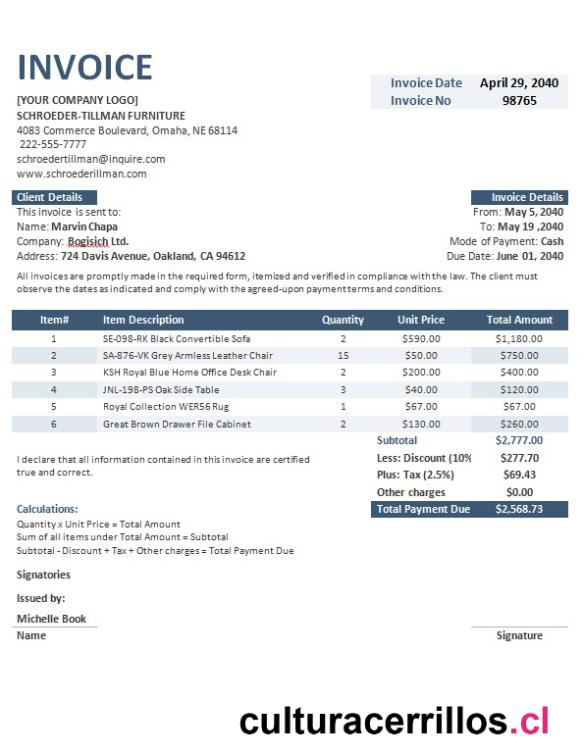 INVOICE
Invoice Date April 29, 2040
Invoice No 98765
[YOUR COMPANY LOGO]
SCHROEDER-TILLMAN FURNITURE
4083 Commerce Boulevard, Omaha, NE 68114
222-555-7777
schroedertillman@inquire.com
www.schroederillman.com
Client Details Invoice Details
This invoice is sent to: From: May 5, 2040
Name: Marvin Chapa To: May 19 ,2040
Company: Bogisich Ltd. Mode of Payment: Cash
Address: 724 Davis Avenue, Oakland, CA 94612 Due Date: June 01, 2040
All invoices are promptly made in the required form, itemized and verified in compliance with the law. The client must
observe the dates as indicated and comply with the agreed-upon payment terms and conditions.
Item# Item Description Quantity Unit Price Total Amount
1 SE-098-RK Black Convertible Sofa 2 $590.00 $1,180.00
2 SA-876-VK Grey Armless Leather Chair 15 $50.00 $750.00
3 KSH Royal Blue Home Office Desk Chair 2 $200.00 $400.00
4 JNL-198-PS Oak Side Table 3 $40.00 $120.00
5 Royal Collection WER56 Rug 1 $67.00 $67.00
6 Great Brown Drawer File Cabinet 2 $130.00 $260.00
Subtotal $2,777.00
I declare that all information contained in this invoice are certified Less: Discount (10% $277.70
true and correct. Plus: Tax (2.5%) $69.43
Other charges $0.00
Calculations: Total Payment Due $2,568.73
Quantity x Unit Price = Total Amount
Sum of all items under Total Amount = Subtotal
Subtotal - Discount + Tax + Other charges = Total Payment Due
Signatories
Issued by:
Michelle Book
Name Signature
culturacerrillos.cl